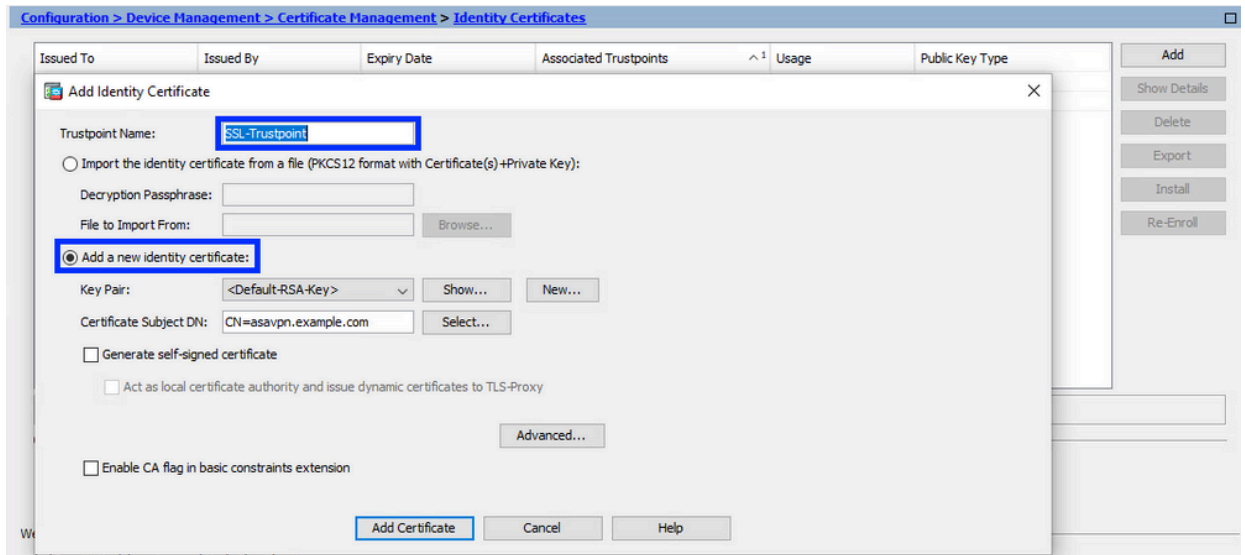 Configuration > Device Management > Certificate Management > Identity Certificates
Issued To Issued By Expiry Date Associated Trustpoints 1 Usage Public Key Type
Add
Show Details
Delete
Export
Install
Re-Enroll
Add Identity Certificate
Trustpoint Name: SSL-Trustpoint
Import the identity certificate from a file (PKCS12 format with Certificate(s)+Private Key):
Decryption Passphrase:
File to Import From: Browse...
Add a new identity certificate:
Key Pair: <Default-RSA-Key> Show... New...
Certificate Subject DN: CN=asavpn.example.com Select...
Generate self-signed certificate
Act as local certificate authority and issue dynamic certificates to TLS-Proxy
Advanced...
Enable CA flag in basic constraints extension
Add Certificate Cancel Help